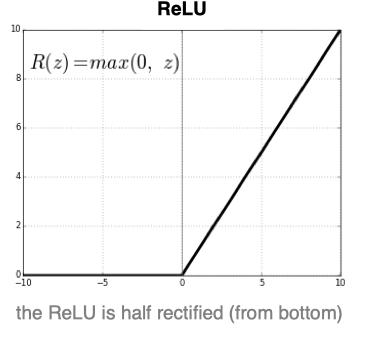 ReLU
10
R(z)=max(0, z)
8
6
4
2
0
−10 −5 0 5 10
the ReLU is half rectified (from bottom)